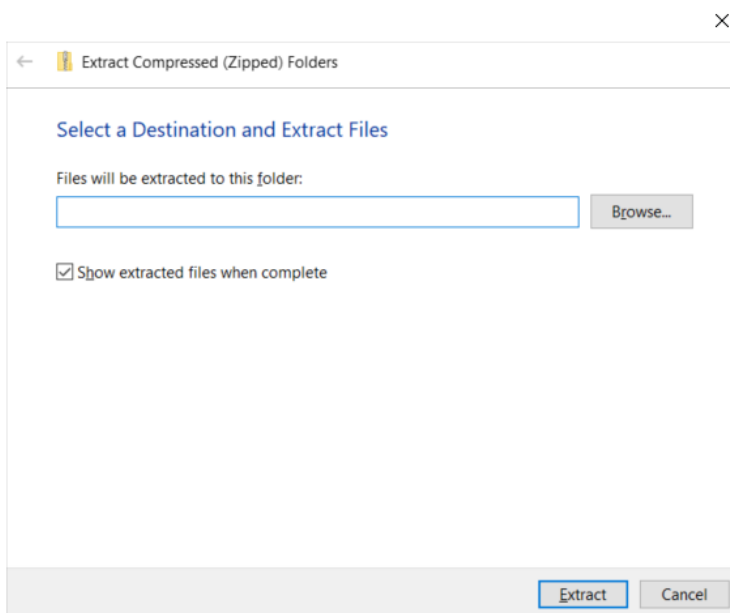 Extract Compressed (Zipped) Folders
Select a Destination and Extract Files
Files will be extracted to this folder:
Browse...
Show extracted files when complete
Extract Cancel